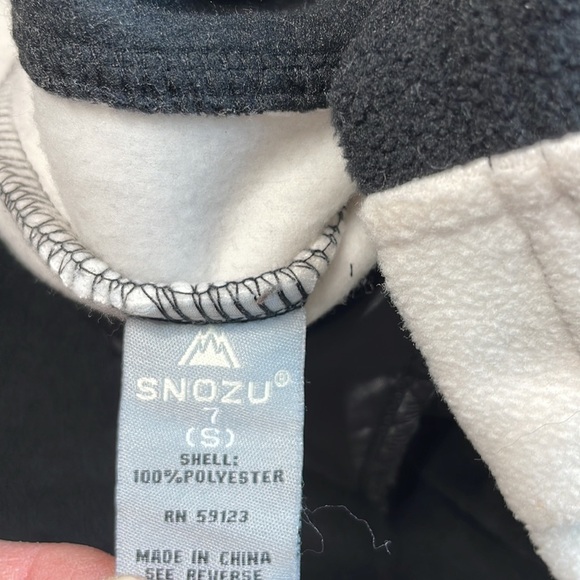 SNOZU®
7
(S)
SHELL:
100%POLYESTER
RN 59123
MADE IN CHINA
SEE REVERSE